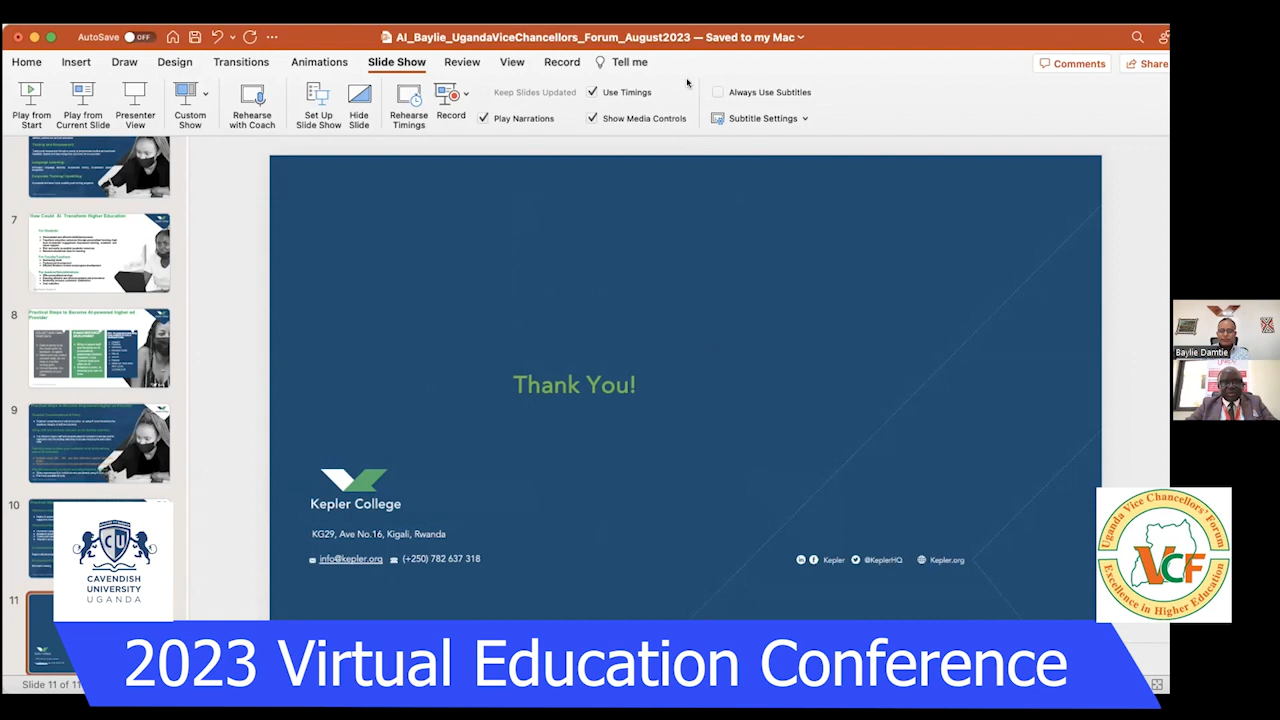 AutoSave OFF
AI_Baylie_UgandaViceChancellors_Forum_August2023 — Saved to my Mac
Home Insert Draw Design Transitions Animations Slide Show Review View Record Tell me
Comments Share
Play from Start
Play from Current Slide
Presenter View
Custom Show
Rehearse with Coach
Set Up Slide Show
Hide Slide
Rehearse Timings
Record
Keep Slides Updated
Use Timings
Play Narrations
Show Media Controls
Always Use Subtitles
Subtitle Settings
7
How Could AI Transform Higher Education
8
Practical Steps to Become AI-powered higher ed Provider
9
10
11
Thank You!
Kepler College
KG29, Ave No.16, Kigali, Rwanda
info@kepler.org (+250) 782 637 318
Kepler @KeplerHQ Kepler.org
Baylie Damtie
CU
CAVENDISH
UNIVERSITY
UGANDA
Uganda Vice Chancellors' Forum
VCF
Excellence in Higher Education
2023 Virtual Education Conference
Slide 11 of 11